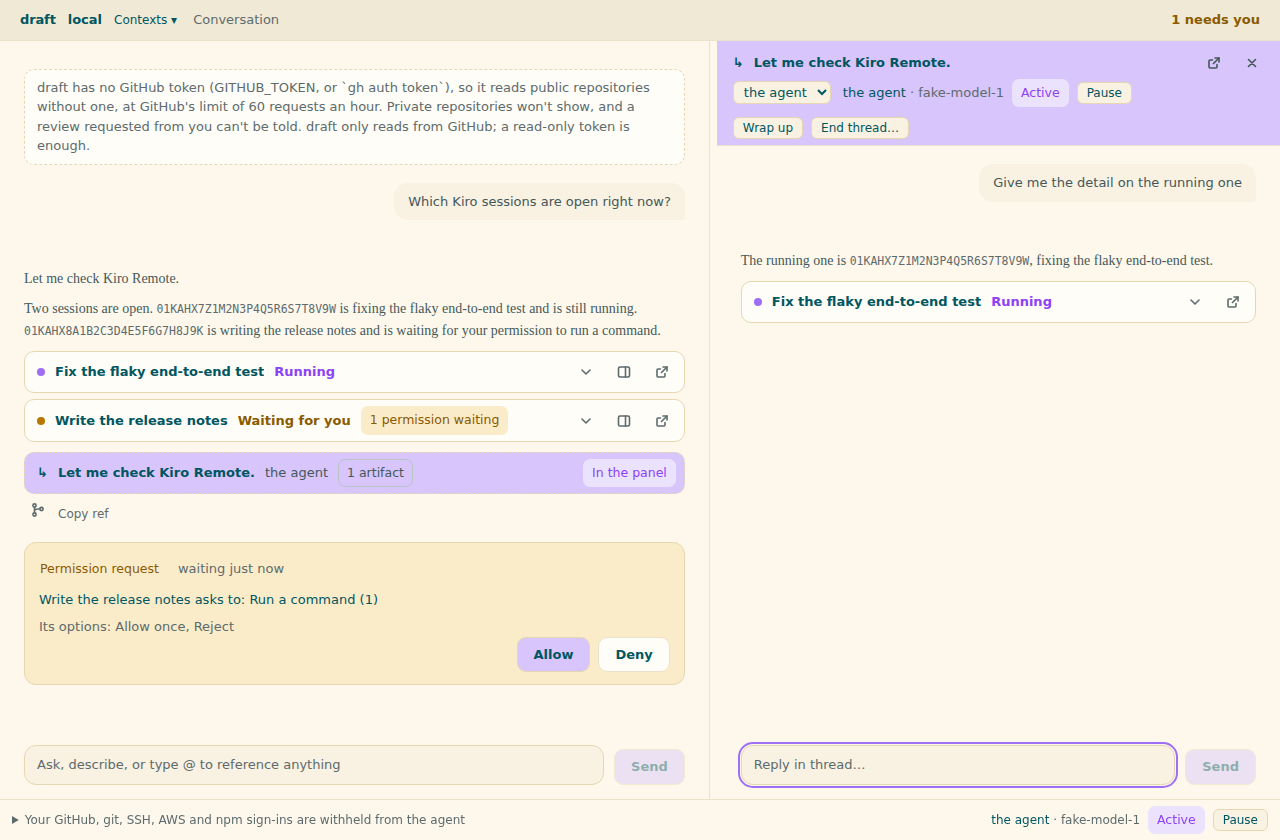 draft local Contexts ▾ Conversation 1 needs you
draft has no GitHub token (GITHUB_TOKEN, or `gh auth token`), so it reads public repositories
without one, at GitHub's limit of 60 requests an hour. Private repositories won't show, and a
review requested from you can't be told. draft only reads from GitHub; a read-only token is
enough.
Which Kiro sessions are open right now?
Let me check Kiro Remote.
Two sessions are open. 01KAHX7Z1M2N3P4Q5R6S7T8V9W is fixing the flaky end-to-end test and is still running.
01KAHX8A1B2C3D4E5F6G7H8J9K is writing the release notes and is waiting for your permission to run a command.
Fix the flaky end-to-end test Running
Write the release notes Waiting for you 1 permission waiting
↳ Let me check Kiro Remote. the agent 1 artifact In the panel
Copy ref
Permission request waiting just now
Write the release notes asks to: Run a command (1)
Its options: Allow once, Reject
Allow Deny
Ask, describe, or type @ to reference anything Send
↳ Let me check Kiro Remote.
the agent the agent · fake-model-1 Active Pause
Wrap up End thread...
Give me the detail on the running one
The running one is 01KAHX7Z1M2N3P4Q5R6S7T8V9W, fixing the flaky end-to-end test.
Fix the flaky end-to-end test Running
Reply in thread... Send
▶ Your GitHub, git, SSH, AWS and npm sign-ins are withheld from the agent the agent · fake-model-1 Active Pause